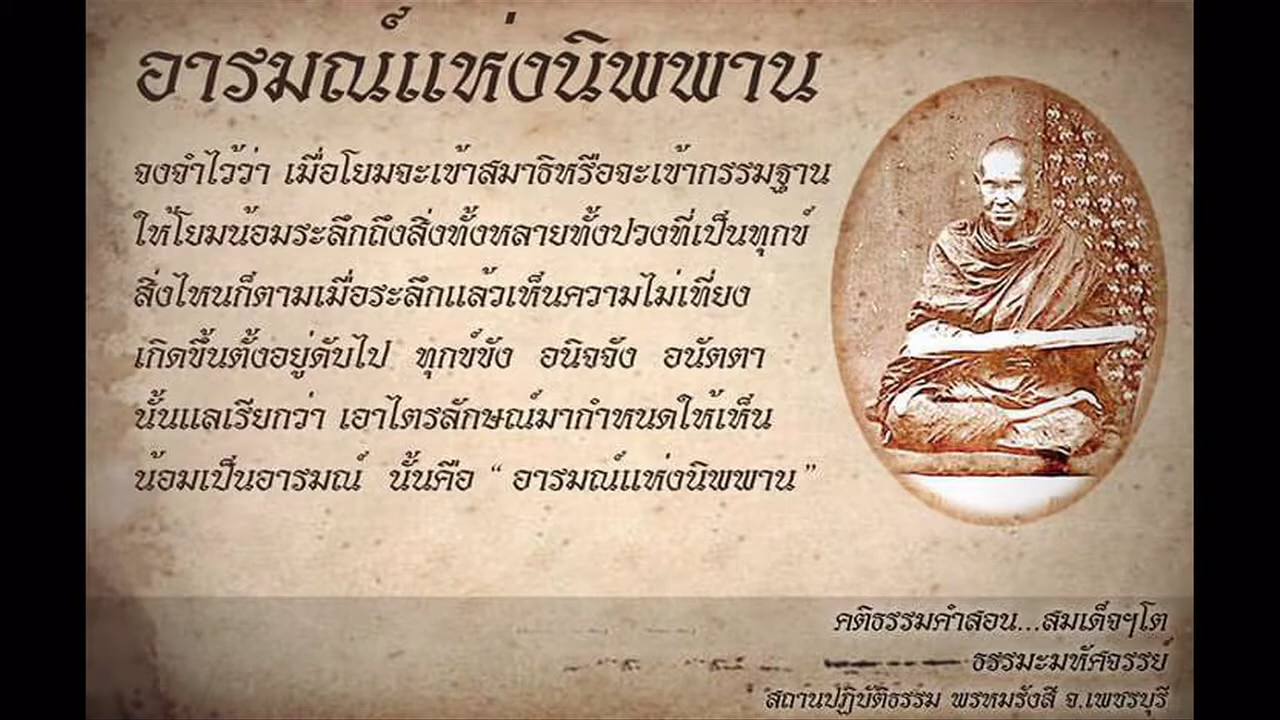 อารมณ์แห่งนิพพาน
จงจำไว้ว่า เมื่อโยมจะเข้าสมาธิหรือจะเข้ากรรมฐาน
ให้โยมน้อมระลึกถึงสิ่งทั้งหลายทั้งปวงที่เป็นทุกข์
สิ่งไหนก็ตามเมื่อระลึกแล้วเห็นความไม่เที่ยง
เกิดขึ้นตั้งอยู่ดับไป ทุกข์ขัง อนิจจัง อนัตตา
นั้นแลเรียกว่า เอาไตรลักษณ์มากำหนดให้เห็น
น้อมเป็นอารมณ์ นั้นคือ “ อารมณ์แห่งนิพพาน ”
คติธรรมคำสอน...สมเด็จฯโต
ธรรมะมหัศจรรย์
สถานปฏิบัติธรรม พรหมรังสี จ.เพชรบุรี